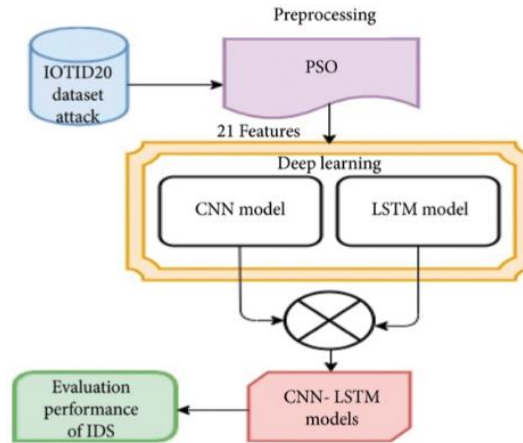 Preprocessing
IOTID20
dataset
attack
PSO
21 Features
Deep learning
CNN model
LSTM model
CNN- LSTM
models
Evaluation
performance
of IDS